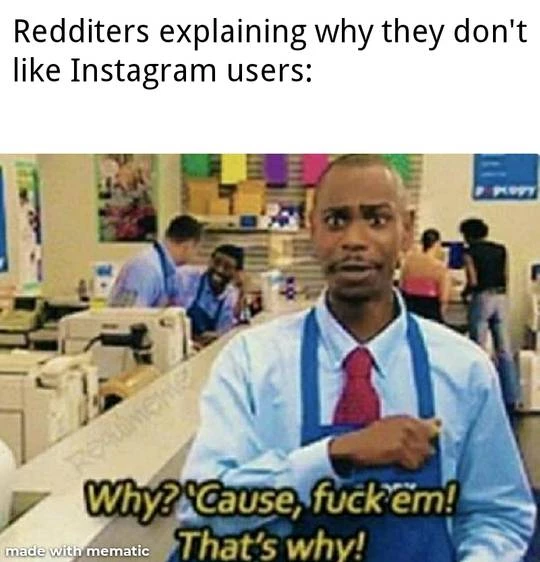 Redditers explaining why they don't
like Instagram users:
Why? 'Cause, fuck em!
That's why!
made with mematic